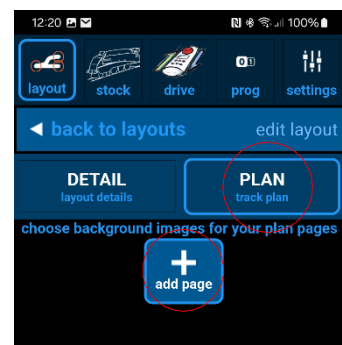 12:20 100%
layout stock drive prog settings
◀ back to layouts edit layout
DETAIL PLAN
layout details track plan
choose background images for your plan pages
+
add page